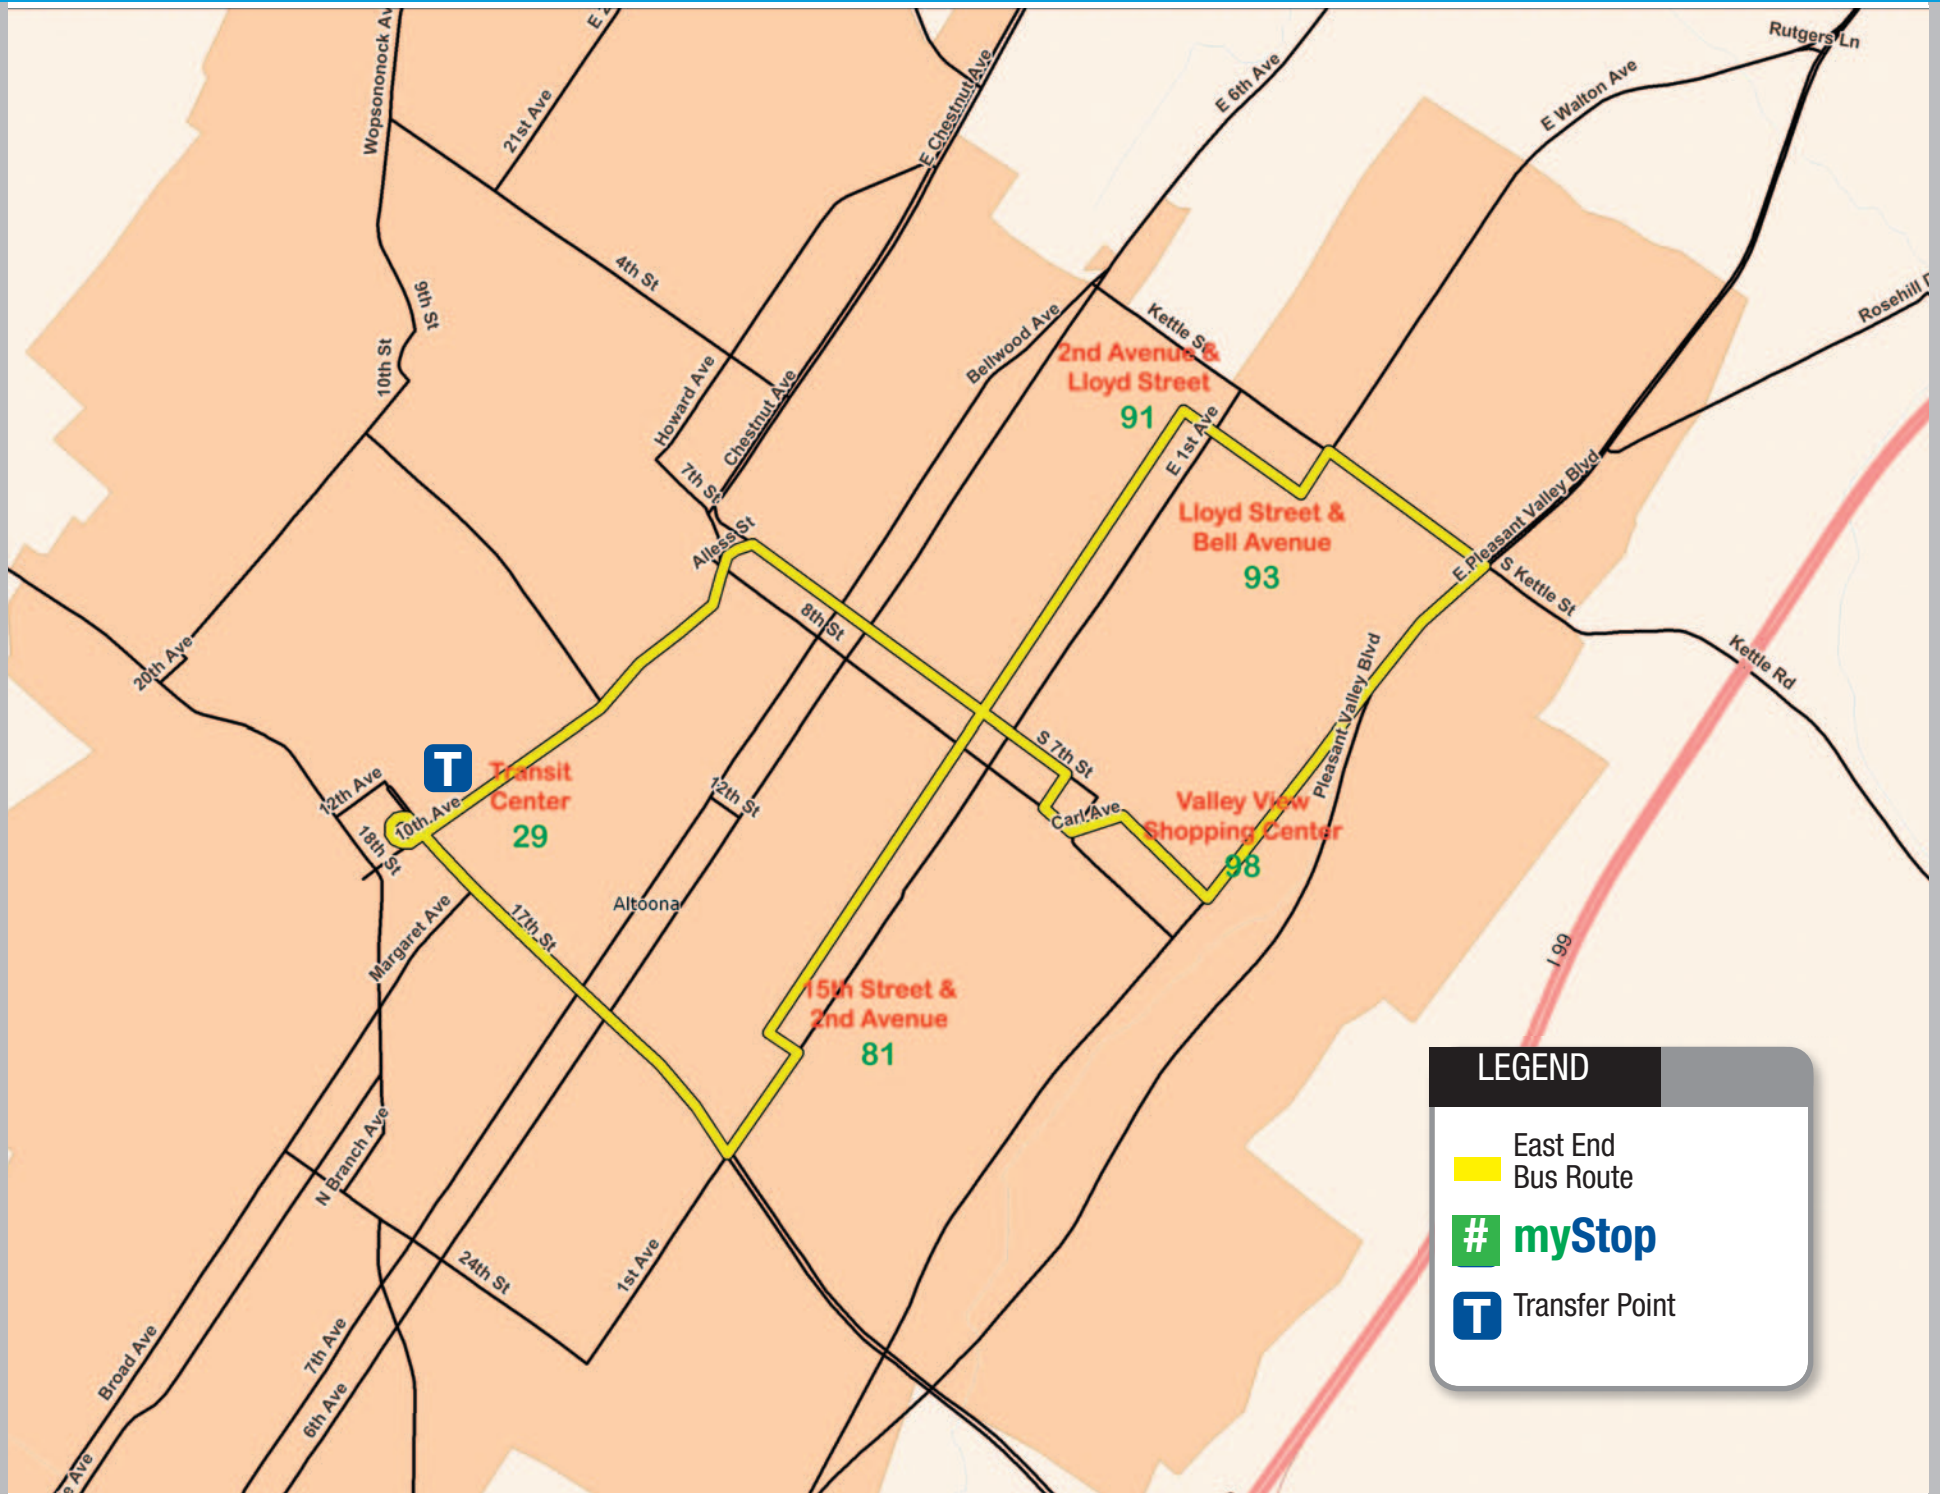 Rutgers Ln
Wopsononock Av
E 2
21st Ave
E Chestnut Ave
E 6th Ave
E Walton Ave
4th St
9th St
Rosehill
10th St
Howard Ave
Chestnut Ave
Bellwood Ave
Kettle S
2nd Avenue &
Lloyd Street
91
E 1st Ave
7th St
Lloyd Street &
Bell Avenue
93
E Pleasant Valley Blvd
S Kettle St
8th St
20th Ave
Kettle Rd
Pleasant Valley Blvd
T
Transit
Center
29
12th Ave
10th Ave
18th St
S 7th St
12th St
Carl Ave
Valley View
Shopping Center
98
Altoona
Margaret Ave
17th St
I 99
15th Street &
2nd Avenue
81
N Branch Ave
24th St
1st Ave
Broad Ave
7th Ave
6th Ave
e Ave
LEGEND
East End
Bus Route
# myStop
T Transfer Point